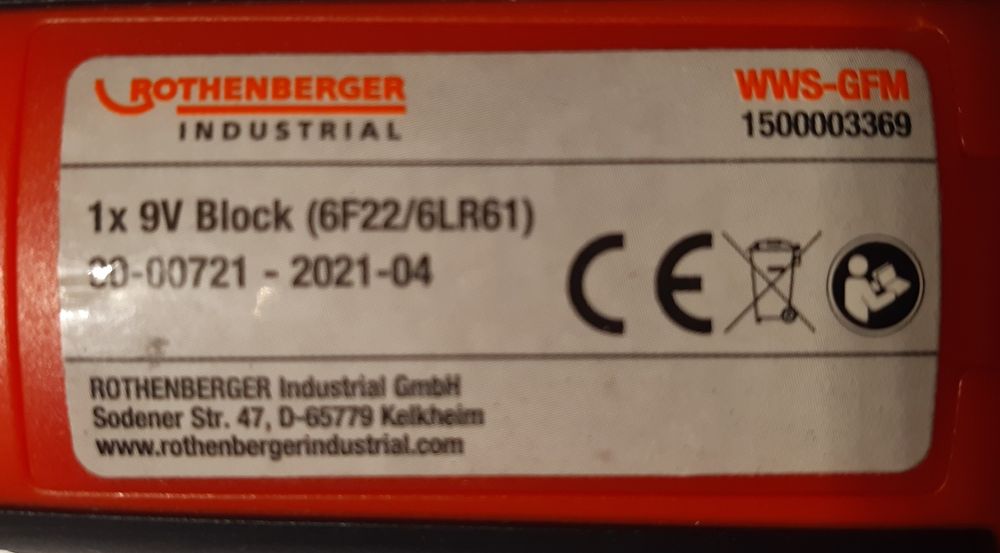 ROTHENBERGER
INDUSTRIAL
WWS-GFM
1500003369
1x 9V Block (6F22/6LR61)
- 2021-04
CE
ROTHENBERGER Industrial GmbH
Sodener Str. 47, D-65779 Kelkheim
www.rothenbergerindustrial.com